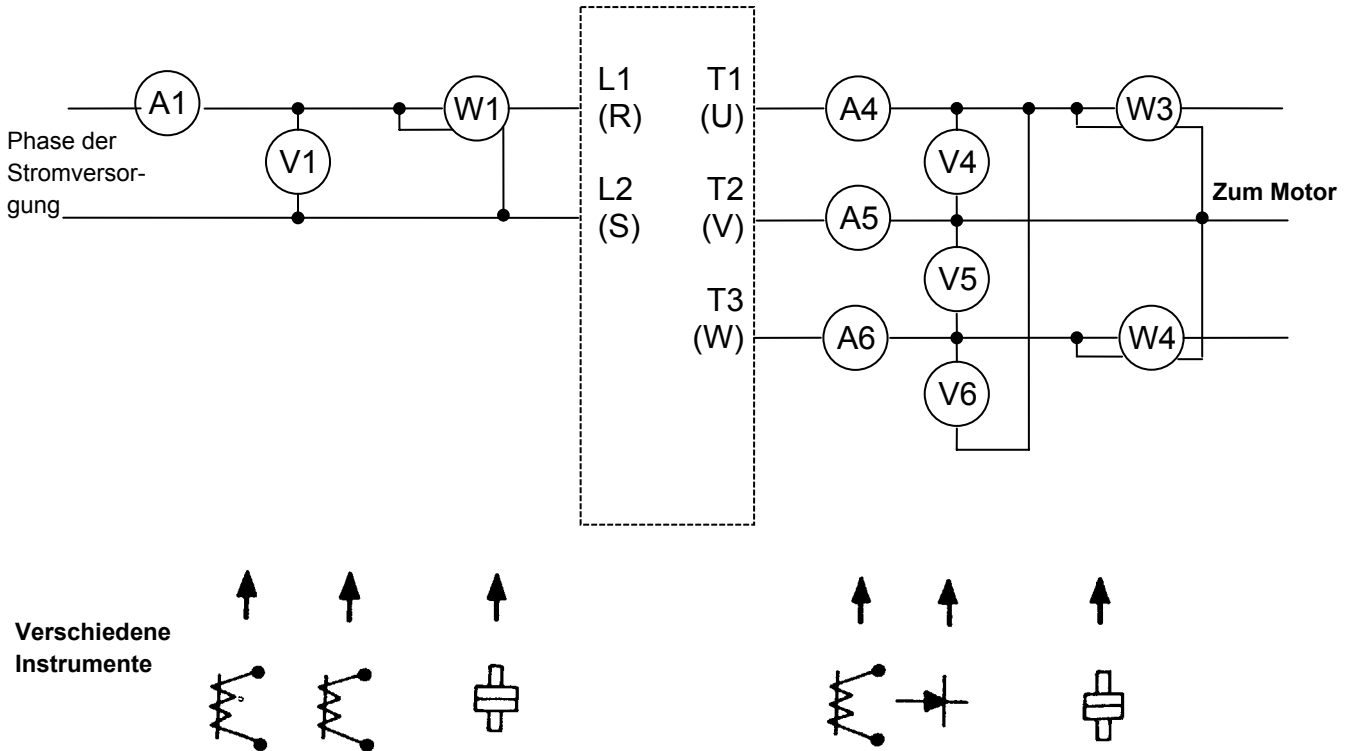 A1
V1
W1
Phase der
Stromversor-
gung
L1
(R)
L2
(S)
T1
(U)
T2
(V)
T3
(W)
A4
V4
W3
A5
V5
Zum Motor
A6
V6
W4
Verschiedene
Instrumente